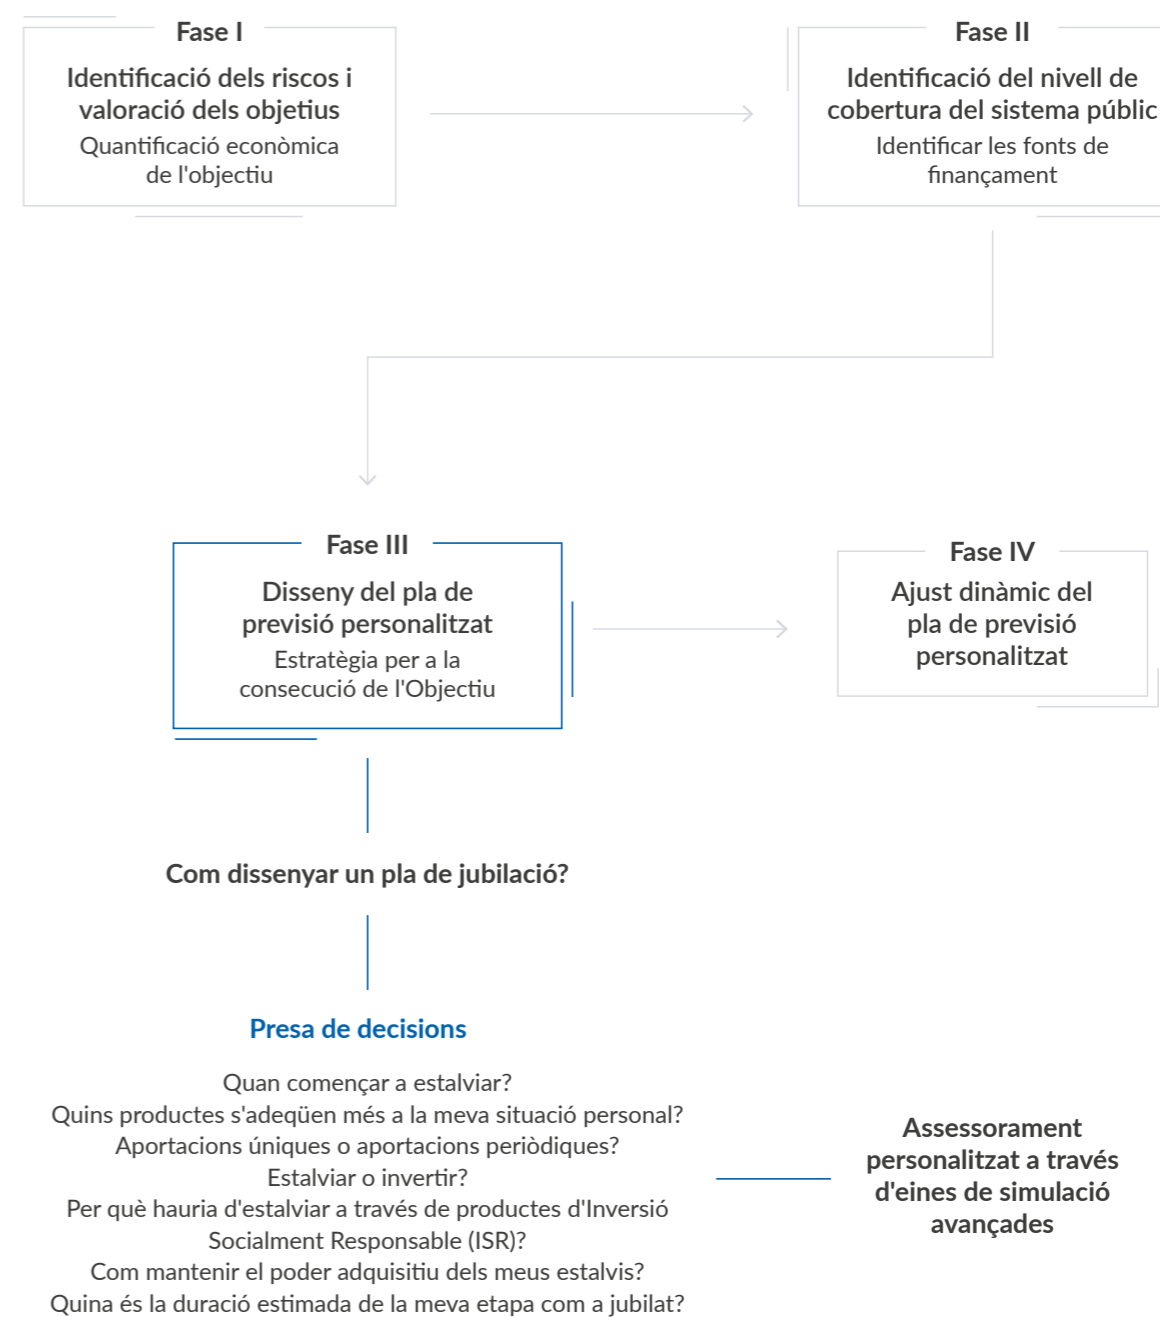 Fase I
Identificació dels riscos i
valoració dels objetius
Quantificació econòmica
de l'objectiu
Fase II
Identificació del nivell de
cobertura del sistema públic
Identificar les fonts de
finançament
Fase III
Disseny del pla de
previsió personalitzat
Estratègia per a la
consecució de l'Objectiu
Fase IV
Ajust dinàmic del
pla de previsió
personalitzat
Com dissenyar un pla de jubilació?
Presa de decisions
Quan començar a estalviar?
Quins productes s'adeqüen més a la meva situació personal?
Aportacions úniques o aportacions periòdiques?
Estalviar o invertir?
Per què hauria d'estalviar a través de productes d'Inversió
Socialment Responsable (ISR)?
Com mantenir el poder adquisitiu dels meus estalvis?
Quina és la duració estimada de la meva etapa com a jubilat?
Assessorament
personalitzat a través
d'eines de simulació
avançades